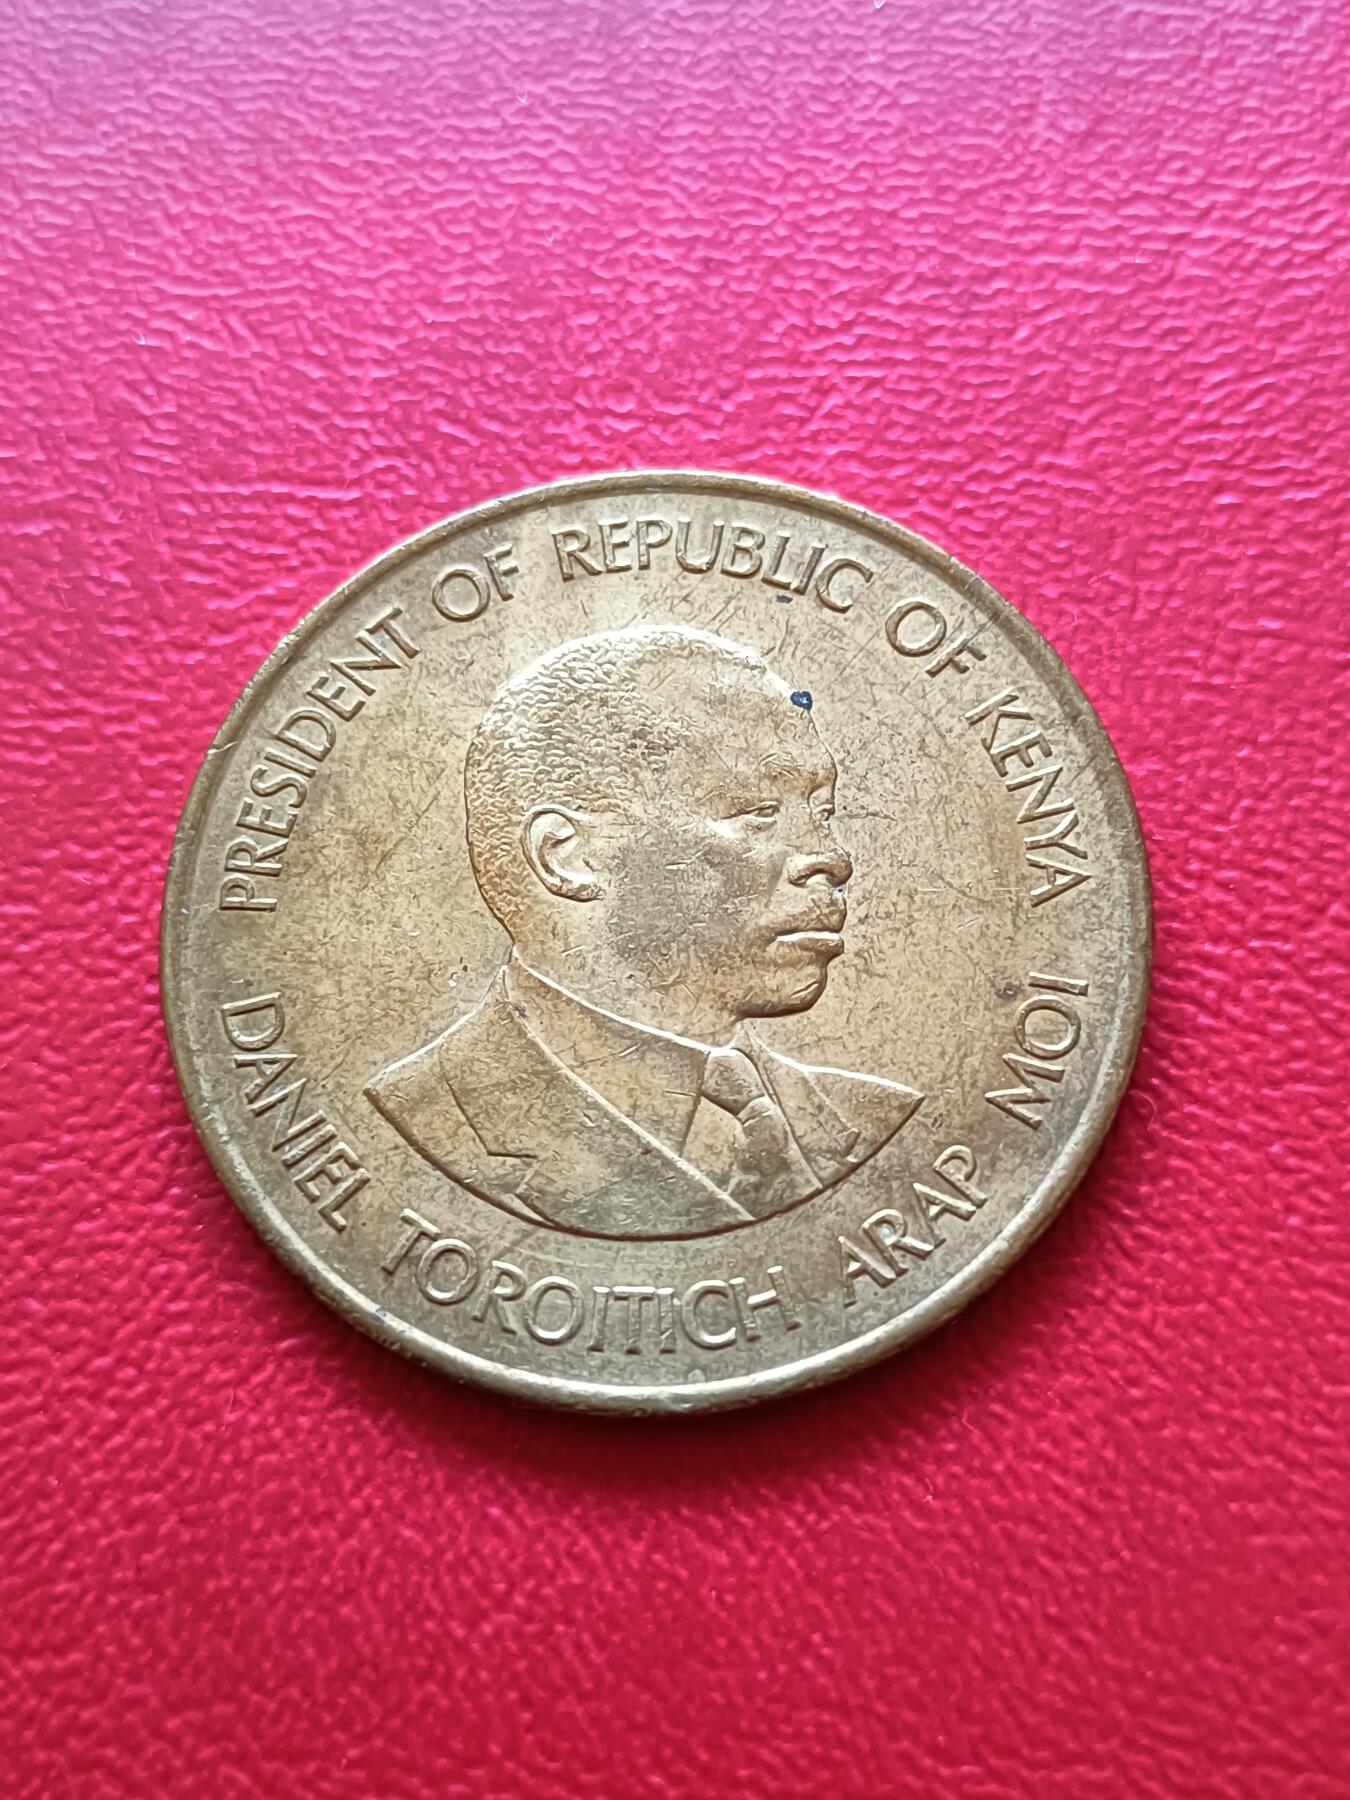 PRESIDENT OF REPUBLIC OF KENYA
DANIEL TOROITICH ARAP MOI